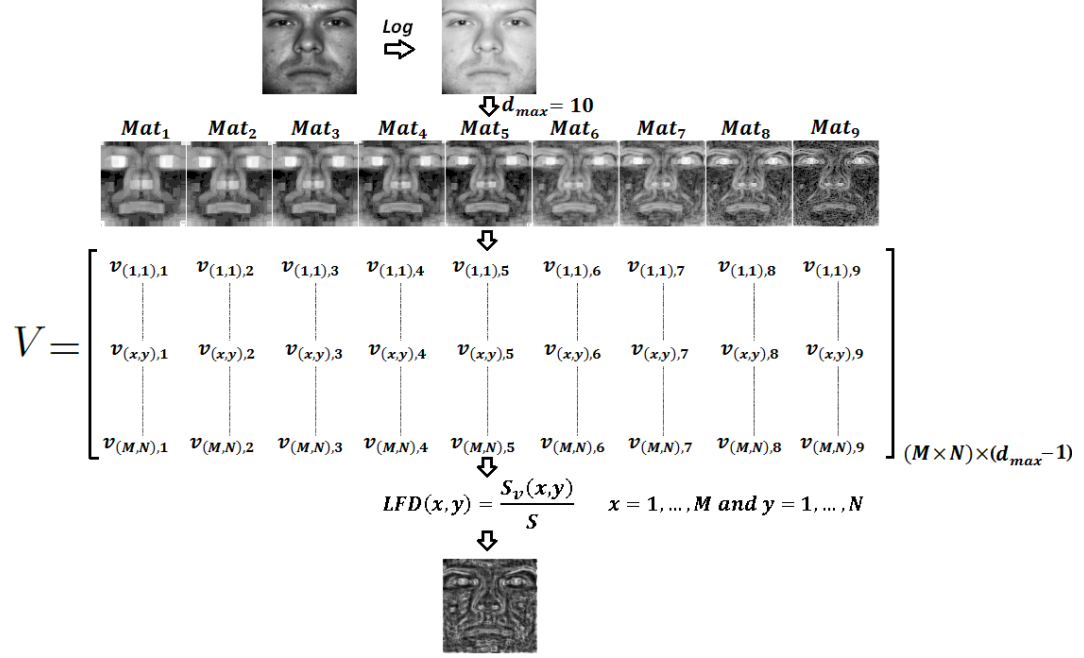 Log
d_max = 10
Mat_1 Mat_2 Mat_3 Mat_4 Mat_5 Mat_6 Mat_7 Mat_8 Mat_9
v_(1,1),1 v_(1,1),2 v_(1,1),3 v_(1,1),4 v_(1,1),5 v_(1,1),6 v_(1,1),7 v_(1,1),8 v_(1,1),9
V = v_(x,y),1 v_(x,y),2 v_(x,y),3 v_(x,y),4 v_(x,y),5 v_(x,y),6 v_(x,y),7 v_(x,y),8 v_(x,y),9
v_(M,N),1 v_(M,N),2 v_(M,N),3 v_(M,N),4 v_(M,N),5 v_(M,N),6 v_(M,N),7 v_(M,N),8 v_(M,N),9
(M×N)×(d_max−1)
LFD(x,y) = S_v(x,y) / S x = 1, …, M and y = 1, …, N